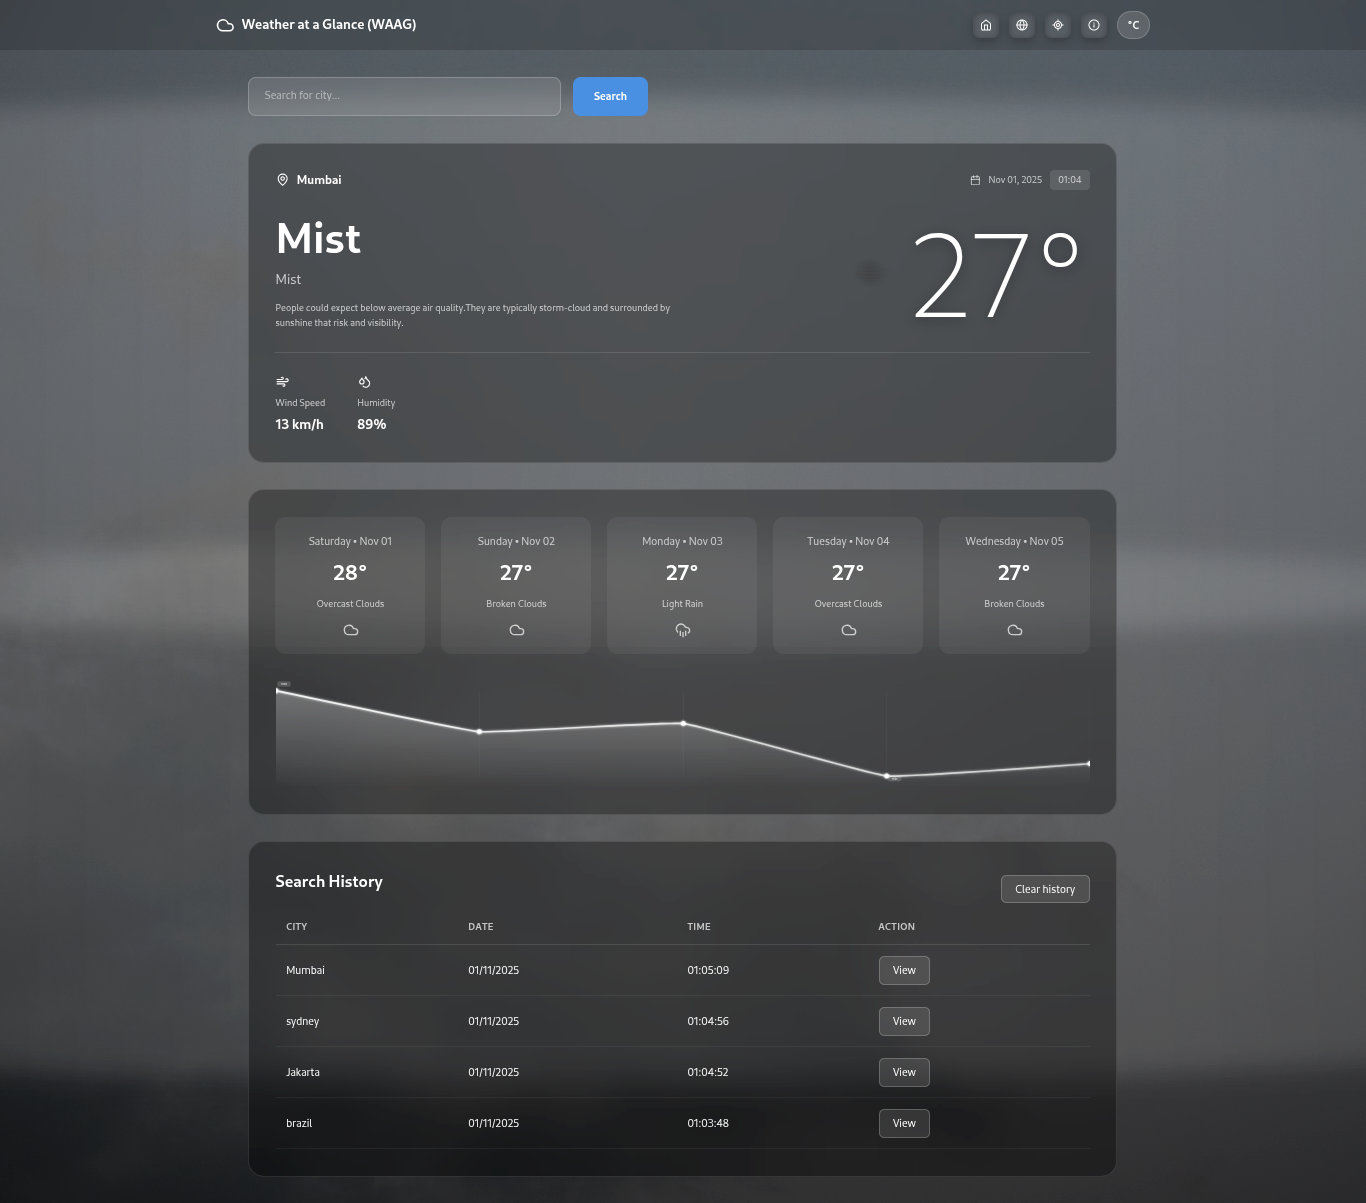 Weather at a Glance (WAAG)
°C
Search for city...
Search
Mumbai
Nov 01, 2025
01:04
Mist
27°
Mist
People could expect below average air quality.They are typically storm-cloud and surrounded by
sunshine that risk and visibility.
Wind Speed
Humidity
13 km/h
89%
Saturday • Nov 01
28°
Overcast Clouds
Sunday • Nov 02
27°
Broken Clouds
Monday • Nov 03
27°
Light Rain
Tuesday • Nov 04
27°
Overcast Clouds
Wednesday • Nov 05
27°
Broken Clouds
Search History
Clear history
CITY DATE TIME ACTION
Mumbai 01/11/2025 01:05:09 View
sydney 01/11/2025 01:04:56 View
Jakarta 01/11/2025 01:04:52 View
brazil 01/11/2025 01:03:48 View